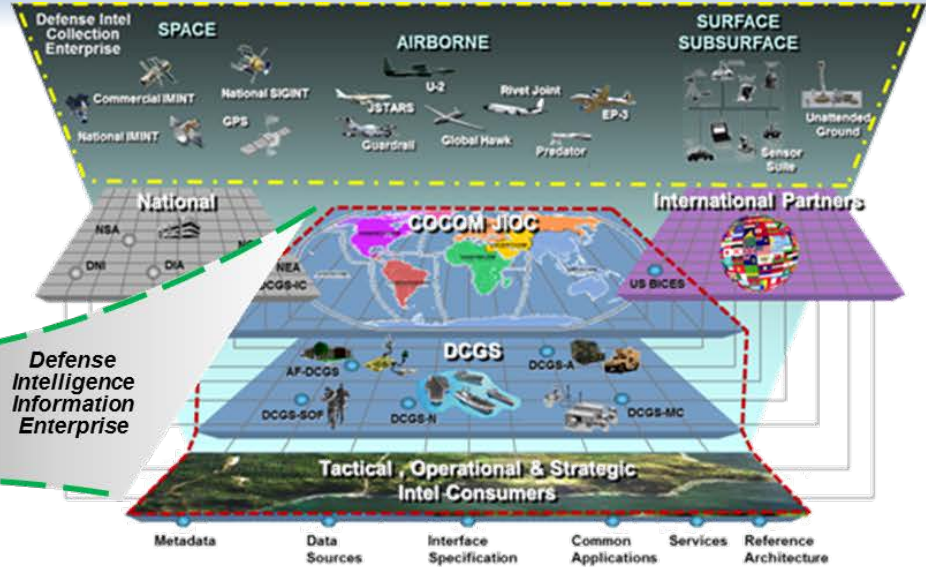 Defense Intel
Collection
Enterprise
SPACE
AIRBORNE
SURFACE
SUBSURFACE
Commercial IMINT
National SIGINT
National IMINT
GPS
U-2
JSTARS
Rivet Joint
EP-3
Guardrail
Global Hawk
Predator
Unattended
Ground
Sensor
Suite
National
NSA
DNI
DIA
NEA
DCGS-IC
COCOM JIOC
International Partners
US BICES
Defense
Intelligence
Information
Enterprise
DCGS
AF-DCGS
DCGS-A
DCGS-SOF
DCGS-N
DCGS-MC
Tactical , Operational & Strategic
Intel Consumers
Metadata
Data
Sources
Interface
Specification
Common
Applications
Services
Reference
Architecture